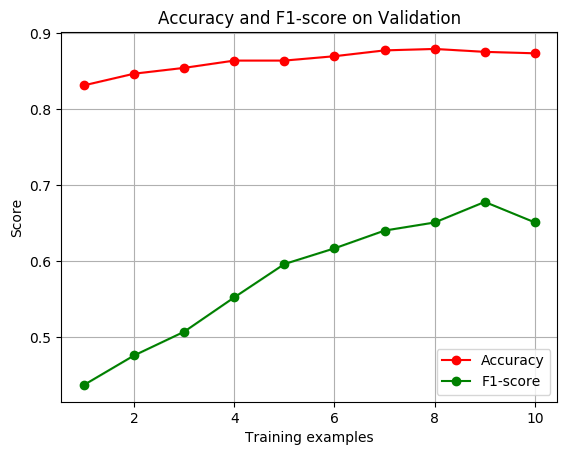 Accuracy and F1-score on Validation
0.9
0.8
0.7
0.6
0.5
Score
Accuracy
F1-score
2 4 6 8 10
Training examples